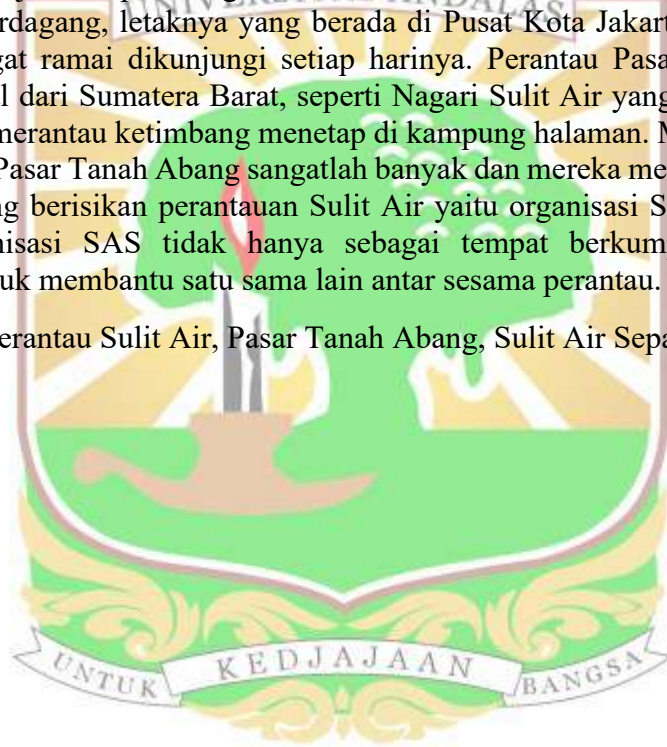 UNIVERSITAS ANDALAS
rdagang, letaknya yang berada di Pusat Kota Jakart
gat ramai dikunjungi setiap harinya. Perantau Pasa
l dari Sumatera Barat, seperti Nagari Sulit Air yang
merantau ketimbang menetap di kampung halaman. M
Pasar Tanah Abang sangatlah banyak dan mereka me
ng berisikan perantauan Sulit Air yaitu organisasi S
nisasi SAS tidak hanya sebagai tempat berkum
uk membantu satu sama lain antar sesama perantau.
erantau Sulit Air, Pasar Tanah Abang, Sulit Air Sepa
UNTUK KEDJAJAAN BANGSA